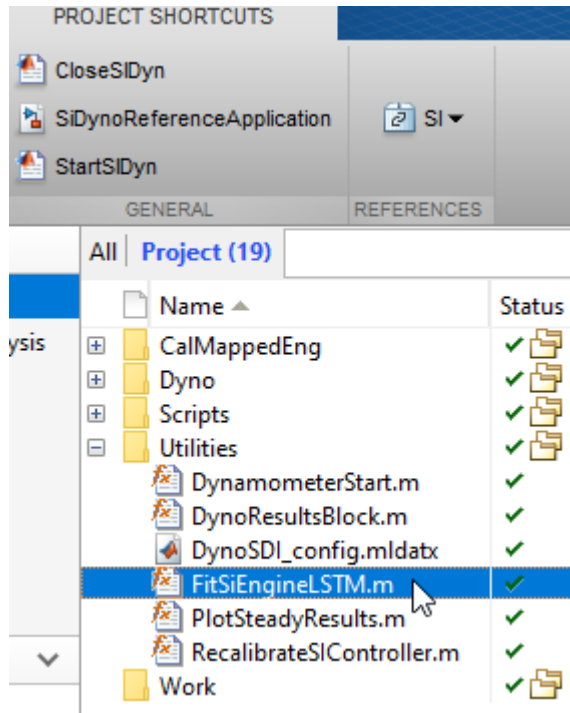 PROJECT SHORTCUTS
CloseSIDyn
SiDynoReferenceApplication
SI
StartSIDyn
GENERAL REFERENCES
All Project (19)
Name Status
ysis
CalMappedEng
Dyno
Scripts
Utilities
DynamometerStart.m
DynoResultsBlock.m
DynoSDI_config.mldatx
FitSiEngineLSTM.m
PlotSteadyResults.m
RecalibrateSIController.m
Work